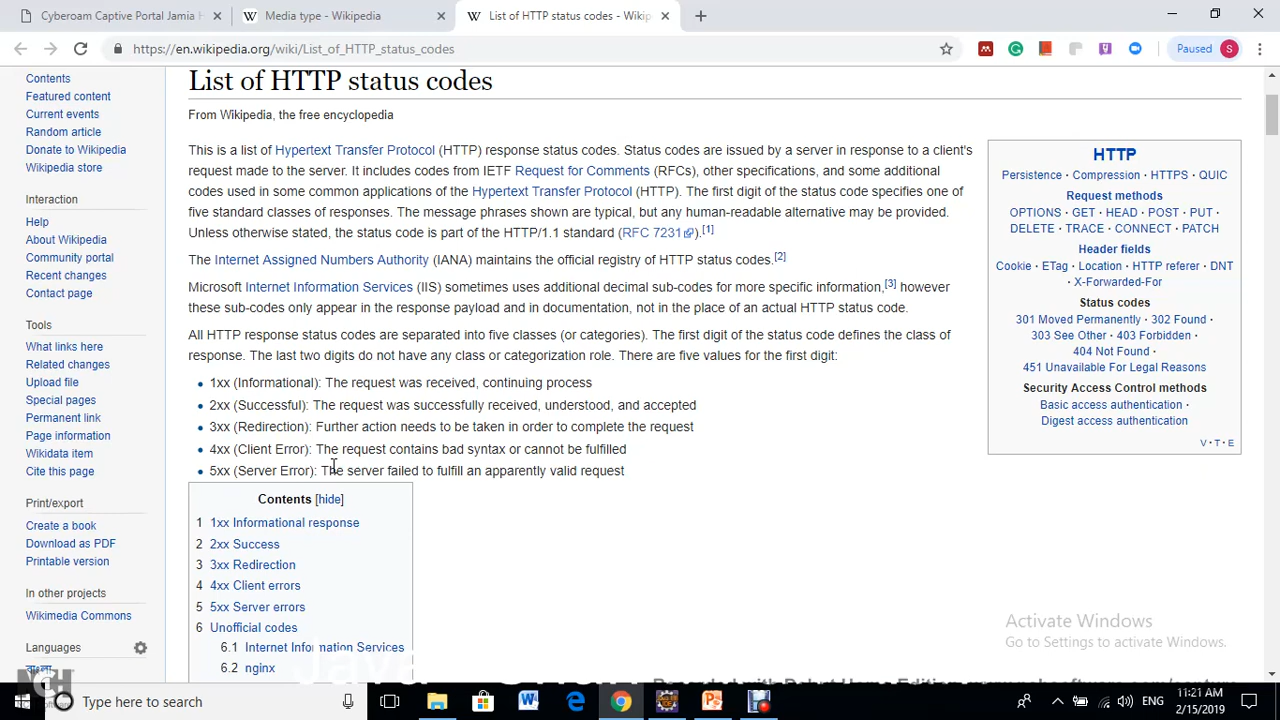 Cyberoam Captive Portal Jamia H
Media type - Wikipedia
List of HTTP status codes - Wikip
https://en.wikipedia.org/wiki/List_of_HTTP_status_codes
Paused S
Contents
Featured content
Current events
Random article
Donate to Wikipedia
Wikipedia store
Interaction
Help
About Wikipedia
Community portal
Recent changes
Contact page
Tools
What links here
Related changes
Upload file
Special pages
Permanent link
Page information
Wikidata item
Cite this page
Print/export
Create a book
Download as PDF
Printable version
In other projects
Wikimedia Commons
Languages
বাংলা
List of HTTP status codes
From Wikipedia, the free encyclopedia
This is a list of Hypertext Transfer Protocol (HTTP) response status codes. Status codes are issued by a server in response to a client's
request made to the server. It includes codes from IETF Request for Comments (RFCs), other specifications, and some additional
codes used in some common applications of the Hypertext Transfer Protocol (HTTP). The first digit of the status code specifies one of
five standard classes of responses. The message phrases shown are typical, but any human-readable alternative may be provided.
Unless otherwise stated, the status code is part of the HTTP/1.1 standard (RFC 7231).[1]
The Internet Assigned Numbers Authority (IANA) maintains the official registry of HTTP status codes.[2]
Microsoft Internet Information Services (IIS) sometimes uses additional decimal sub-codes for more specific information,[3] however
these sub-codes only appear in the response payload and in documentation, not in the place of an actual HTTP status code.
All HTTP response status codes are separated into five classes (or categories). The first digit of the status code defines the class of
response. The last two digits do not have any class or categorization role. There are five values for the first digit:
• 1xx (Informational): The request was received, continuing process
• 2xx (Successful): The request was successfully received, understood, and accepted
• 3xx (Redirection): Further action needs to be taken in order to complete the request
• 4xx (Client Error): The request contains bad syntax or cannot be fulfilled
• 5xx (Server Error): The server failed to fulfill an apparently valid request
Contents [hide]
1 1xx Informational response
2 2xx Success
3 3xx Redirection
4 4xx Client errors
5 5xx Server errors
6 Unofficial codes
6.1 Internet Information Services
6.2 nginx
HTTP
Persistence · Compression · HTTPS · QUIC
Request methods
OPTIONS · GET · HEAD · POST · PUT ·
DELETE · TRACE · CONNECT · PATCH
Header fields
Cookie · ETag · Location · HTTP referer · DNT
· X-Forwarded-For
Status codes
301 Moved Permanently · 302 Found ·
303 See Other · 403 Forbidden ·
404 Not Found ·
451 Unavailable For Legal Reasons
Security Access Control methods
Basic access authentication ·
Digest access authentication
V · T · E
Activate Windows
Go to Settings to activate Windows.
NCH
Type here to search
ENG
11:21 AM
2/15/2019